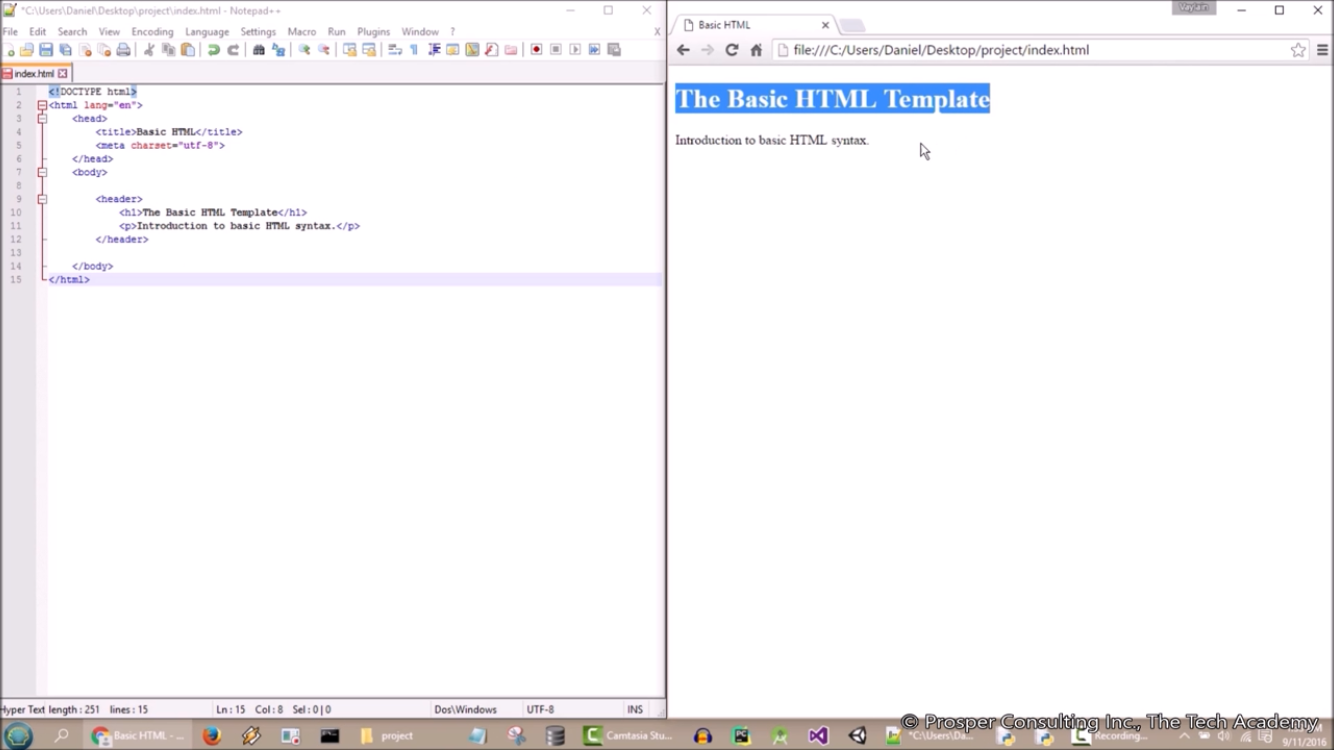 *C:\Users\Daniel\Desktop\project\index.html - Notepad++
File Edit Search View Encoding Language Settings Macro Run Plugins Window ? X
index.html
1 <!DOCTYPE html>
2 <html lang="en">
3 <head>
4 <title>Basic HTML</title>
5 <meta charset="utf-8">
6 </head>
7 <body>
8
9 <header>
10 <h1>The Basic HTML Template</h1>
11 <p>Introduction to basic HTML syntax.</p>
12 </header>
13
14 </body>
15 </html>
Hyper Text length : 251 lines : 15 Ln : 15 Col : 8 Sel : 0 | 0 Dos\Windows UTF-8 INS
Vaylain
Basic HTML
file:///C:/Users/Daniel/Desktop/project/index.html
The Basic HTML Template
Introduction to basic HTML syntax.
© Prosper Consulting Inc., The Tech Academy
Basic HTML - ... project Camtasia Stu... *C:\Users\Da... Recording...
9/11/2016